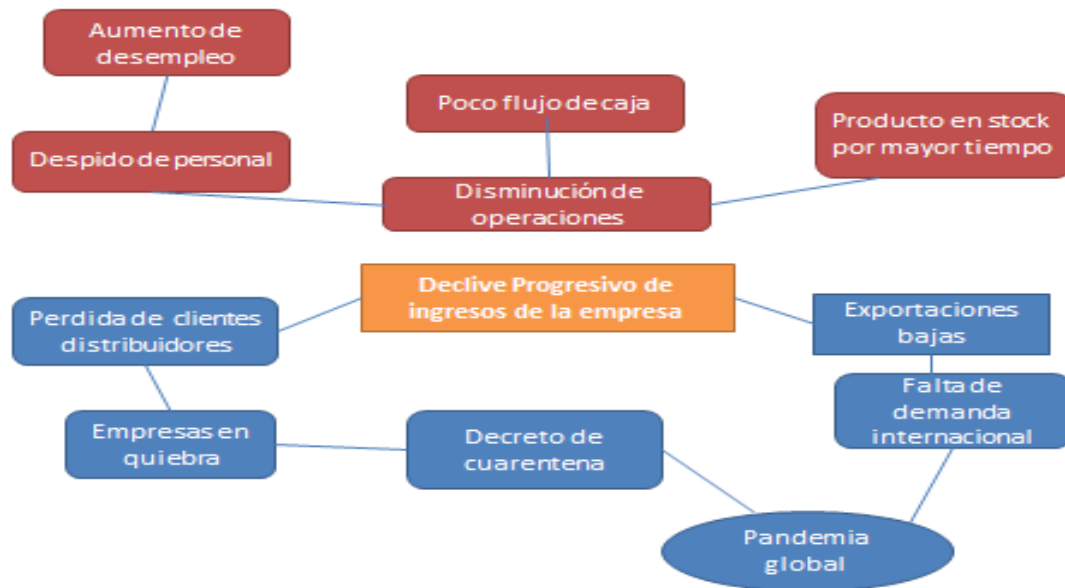 Aumento de
desempleo
Poco flujo de caja
Producto en stock
por mayor tiempo
Despido de personal
Disminución de
operaciones
Declive Progresivo de
ingresos de la empresa
Perdida de clientes
distribuidores
Exportaciones
bajas
Falta de
demanda
internacional
Empresas en
quiebra
Decreto de
cuarentena
Pandemia
global